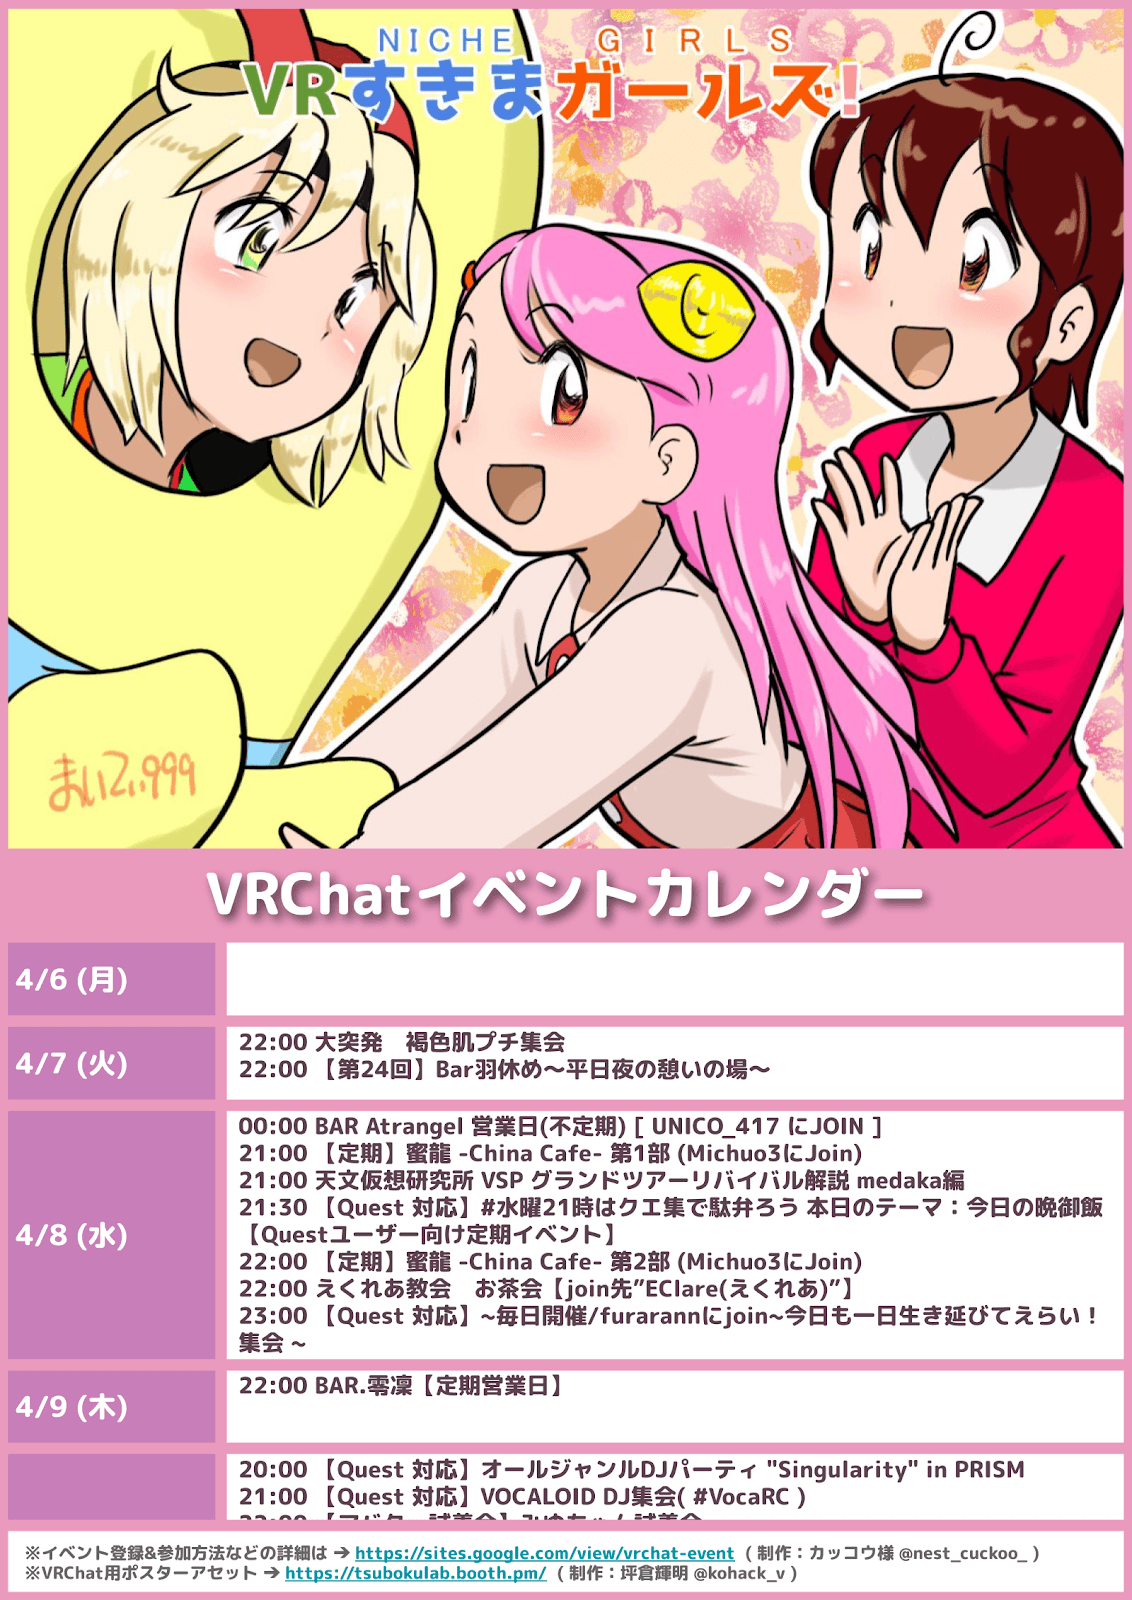 NICHE GIRLS
VRすきまガールズ!
まいてぃ999
VRChatイベントカレンダー
4/6 (月)
4/7 (火)
22:00 大突発　褐色肌プチ集会
22:00 【第24回】Bar羽休め～平日夜の憩いの場～
4/8 (水)
00:00 BAR Atrangel 営業日(不定期) [ UNICO_417 にJOIN ]
21:00 【定期】蜜龍 -China Cafe- 第1部 (Michuo3にJoin)
21:00 天文仮想研究所 VSP グランドツアーリバイバル解説 medaka編
21:30 【Quest 対応】#水曜21時はクエ集で駄弁ろう 本日のテーマ：今日の晩御飯
【Questユーザー向け定期イベント】
22:00 【定期】蜜龍 -China Cafe- 第2部 (Michuo3にJoin)
22:00 えくれあ教会　お茶会【join先”EClare(えくれあ)”】
23:00 【Quest 対応】~毎日開催/furarannにjoin~今日も一日生き延びてえらい！
集会 ~
4/9 (木)
22:00 BAR.零凜【定期営業日】
20:00 【Quest 対応】オールジャンルDJパーティ "Singularity" in PRISM
21:00 【Quest 対応】VOCALOID DJ集会( #VocaRC )
※イベント登録&参加方法などの詳細は → https://sites.google.com/view/vrchat-event ( 制作：カッコウ様 @nest_cuckoo_ )
※VRChat用ポスターアセット → https://tsubokulab.booth.pm/ ( 制作：坪倉輝明 @kohack_v )